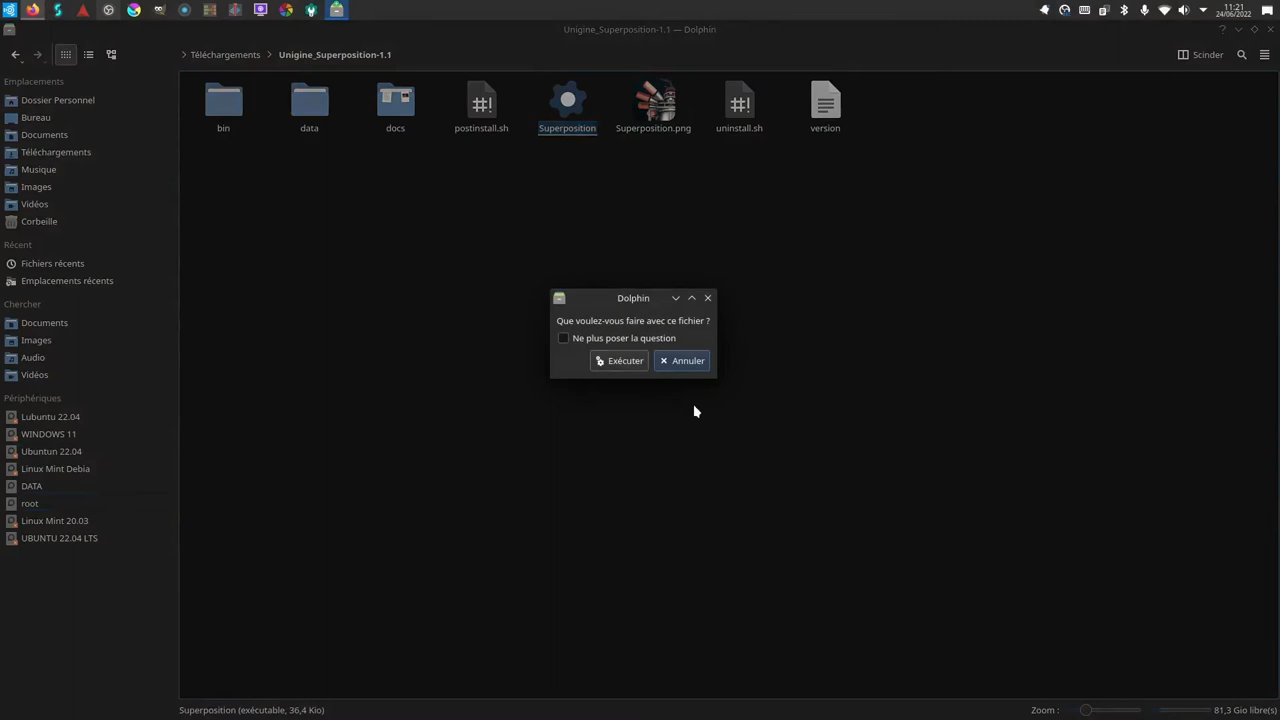 11:21
24/06/2022
Unigine_Superposition-1.1 — Dolphin
Téléchargements
Unigine_Superposition-1.1
Scinder
Emplacements
Dossier Personnel
Bureau
Documents
Téléchargements
Musique
Images
Vidéos
Corbeille
Récent
Fichiers récents
Emplacements récents
Chercher
Documents
Images
Audio
Vidéos
Périphériques
Lubuntu 22.04
WINDOWS 11
Ubuntun 22.04
Linux Mint Debia
DATA
root
Linux Mint 20.03
UBUNTU 22.04 LTS
bin
data
docs
#!
postinstall.sh
Superposition
Superposition.png
#!
uninstall.sh
version
Dolphin
Que voulez-vous faire avec ce fichier ?
Ne plus poser la question
Exécuter
Annuler
Superposition (exécutable, 36,4 Kio)
Zoom :
81,3 Gio libre(s)